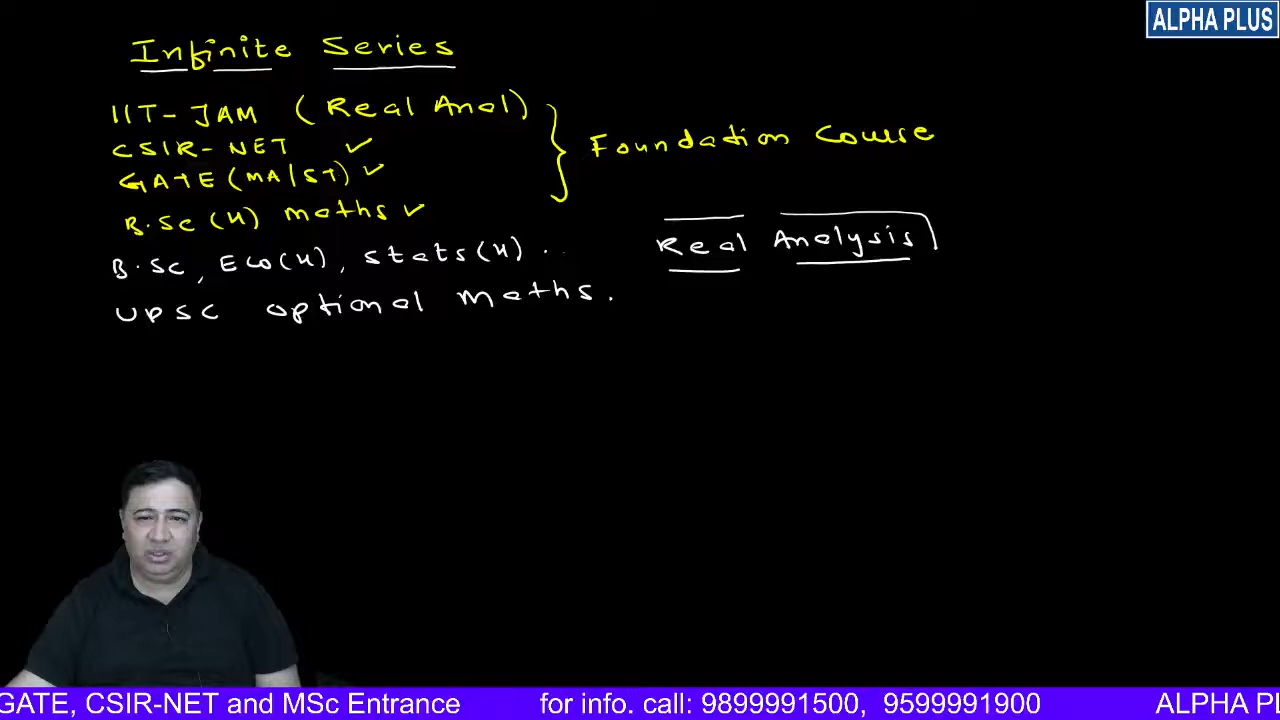 ALPHA PLUS
Infinite Series
IIT-JAM (Real Anal)
CSIR-NET ✓
GATE (MA/ST) ✓
B.Sc (H) maths ✓
Foundation Course
B.Sc, Eco(H), stats(H) ..
Real Analysis
UPSC optional maths.
GATE, CSIR-NET and MSc Entrance for info. call: 9899991500, 9599991900 ALPHA PL